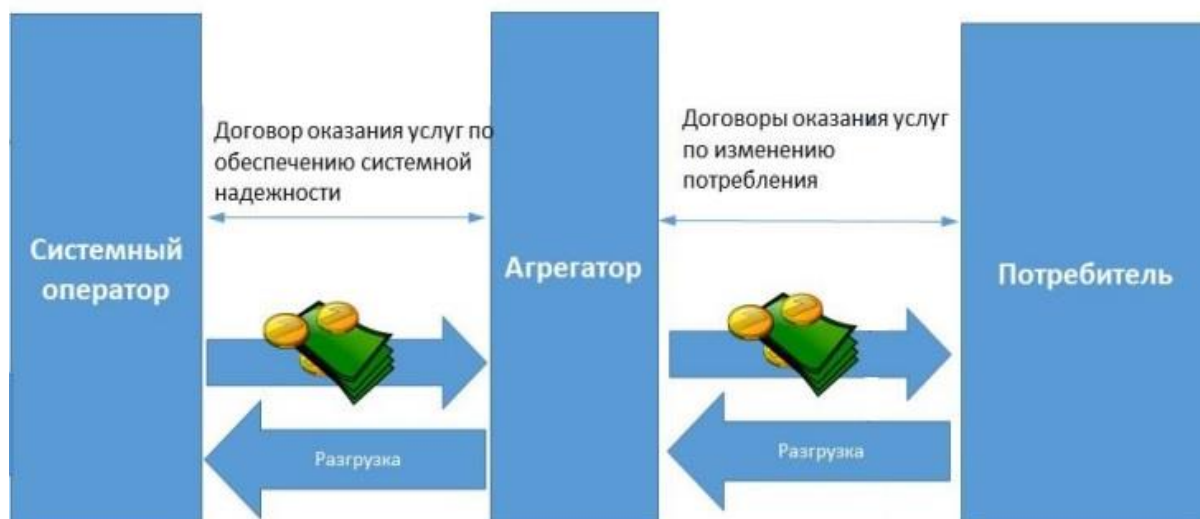 Системный
оператор
Договор оказания услуг по
обеспечению системной
надежности
Разгрузка
Агрегатор
Договоры оказания услуг
по изменению
потребления
Разгрузка
Потребитель